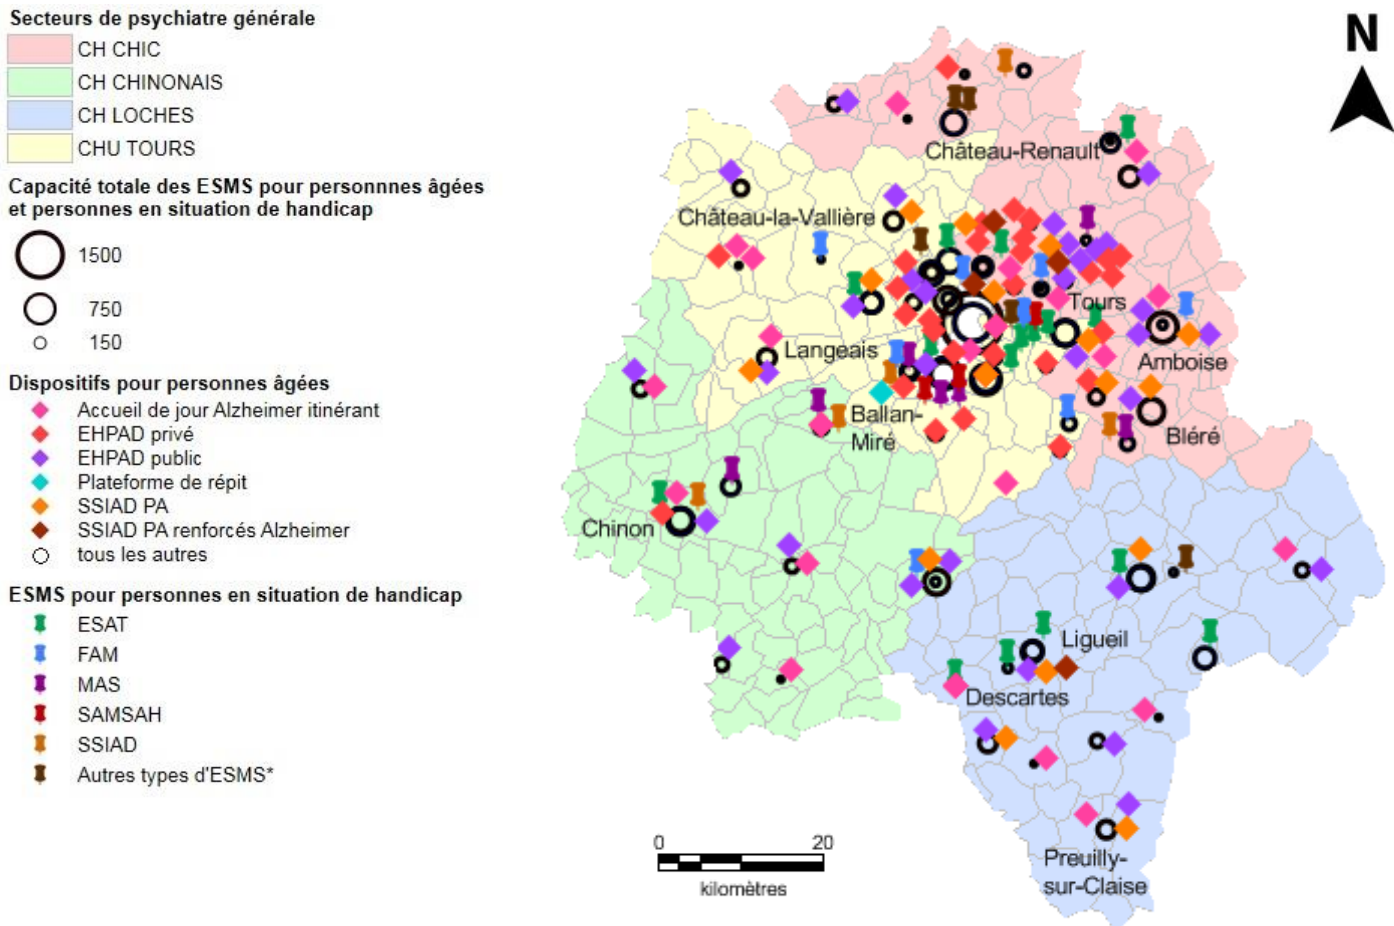 Secteurs de psychiatre générale
CH CHIC
CH CHINONAIS
CH LOCHES
CHU TOURS
Capacité totale des ESMS pour personnnes âgées
et personnes en situation de handicap
1500
750
150
Dispositifs pour personnes âgées
Accueil de jour Alzheimer itinérant
EHPAD privé
EHPAD public
Plateforme de répit
SSIAD PA
SSIAD PA renforcés Alzheimer
tous les autres
ESMS pour personnes en situation de handicap
ESAT
FAM
MAS
SAMSAH
SSIAD
Autres types d'ESMS*
N
Château-Renault
Château-la-Vallière
Tours
Langeais
Amboise
Ballan-
Miré
Bléré
Chinon
Ligueil
Descartes
Preuilly-
sur-Claise
0 20
kilomètres